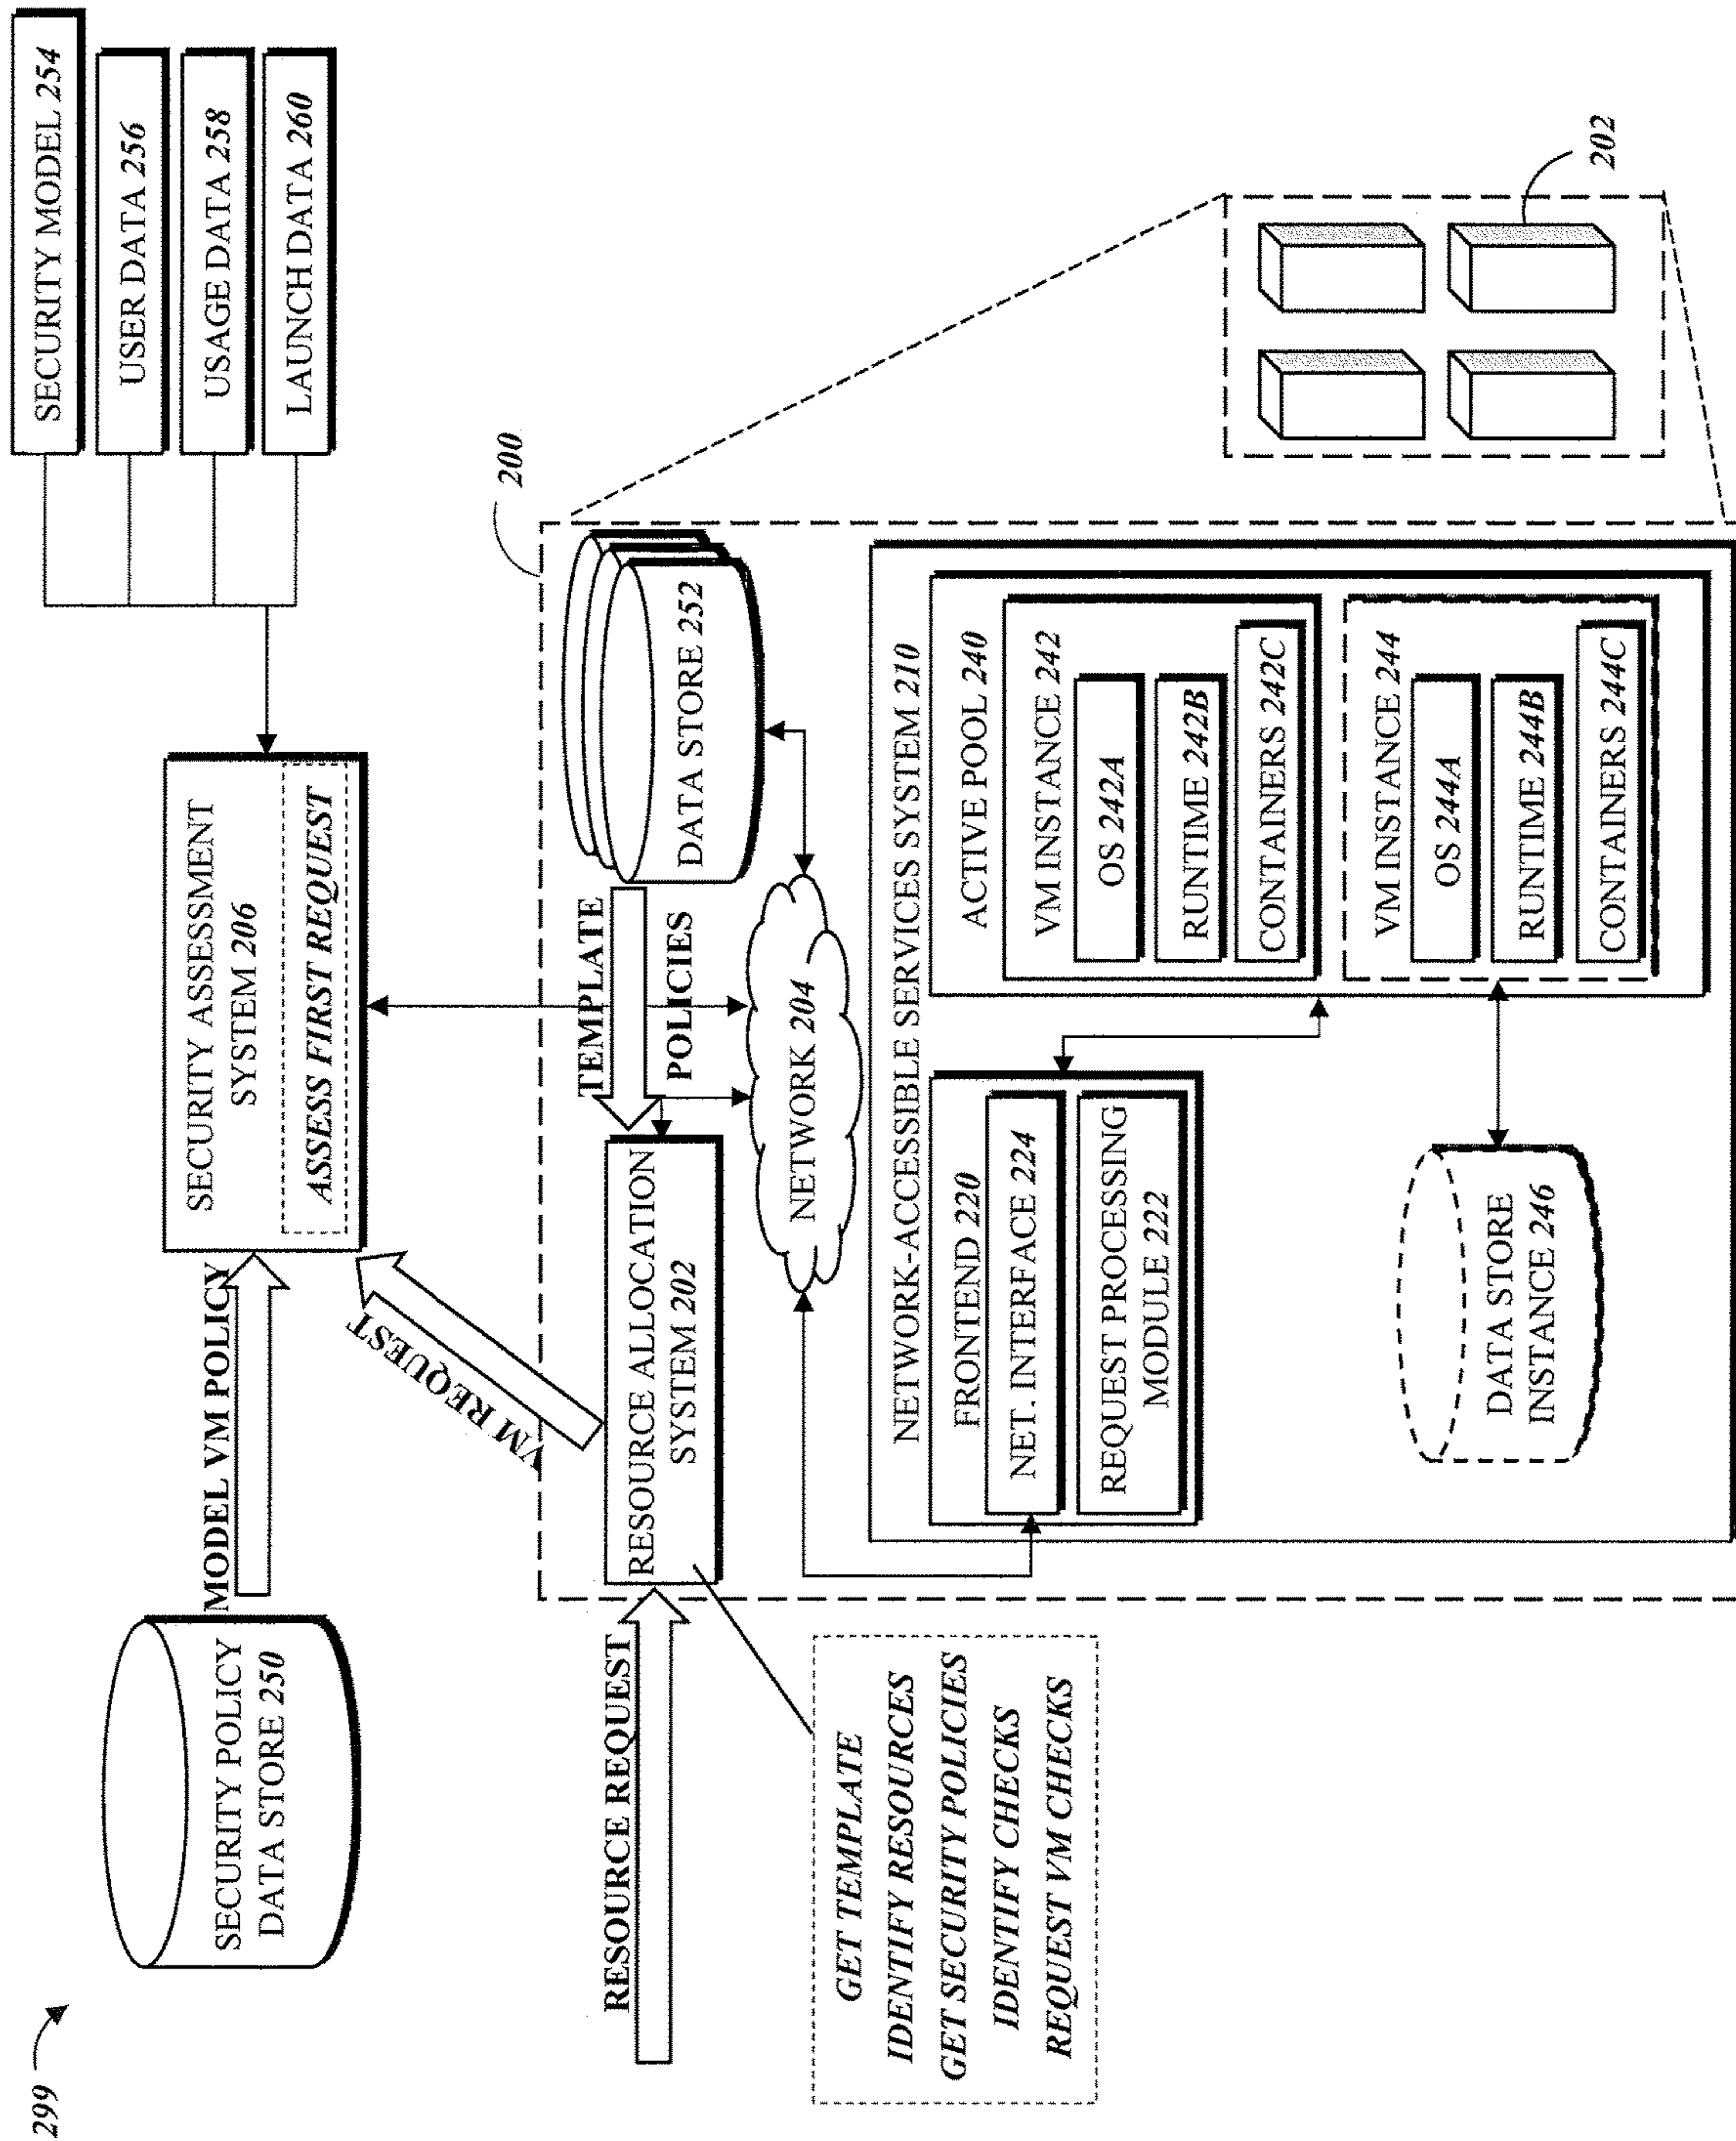 299
SECURITY POLICY
DATA STORE 250
MODEL VM POLICY
SECURITY ASSESSMENT
SYSTEM 206
ASSESS FIRST REQUEST
SECURITY MODEL 254
USER DATA 256
USAGE DATA 258
LAUNCH DATA 260
VM REQUEST
200
RESOURCE REQUEST
RESOURCE ALLOCATION
SYSTEM 202
TEMPLATE
POLICIES
DATA STORE 252
NETWORK 204
GET TEMPLATE
IDENTIFY RESOURCES
GET SECURITY POLICIES
IDENTIFY CHECKS
REQUEST VM CHECKS
NETWORK-ACCESSIBLE SERVICES SYSTEM 210
FRONTEND 220
NET. INTERFACE 224
REQUEST PROCESSING
MODULE 222
ACTIVE POOL 240
VM INSTANCE 242
OS 242A
RUNTIME 242B
CONTAINERS 242C
VM INSTANCE 244
OS 244A
RUNTIME 244B
CONTAINERS 244C
DATA STORE
INSTANCE 246
202